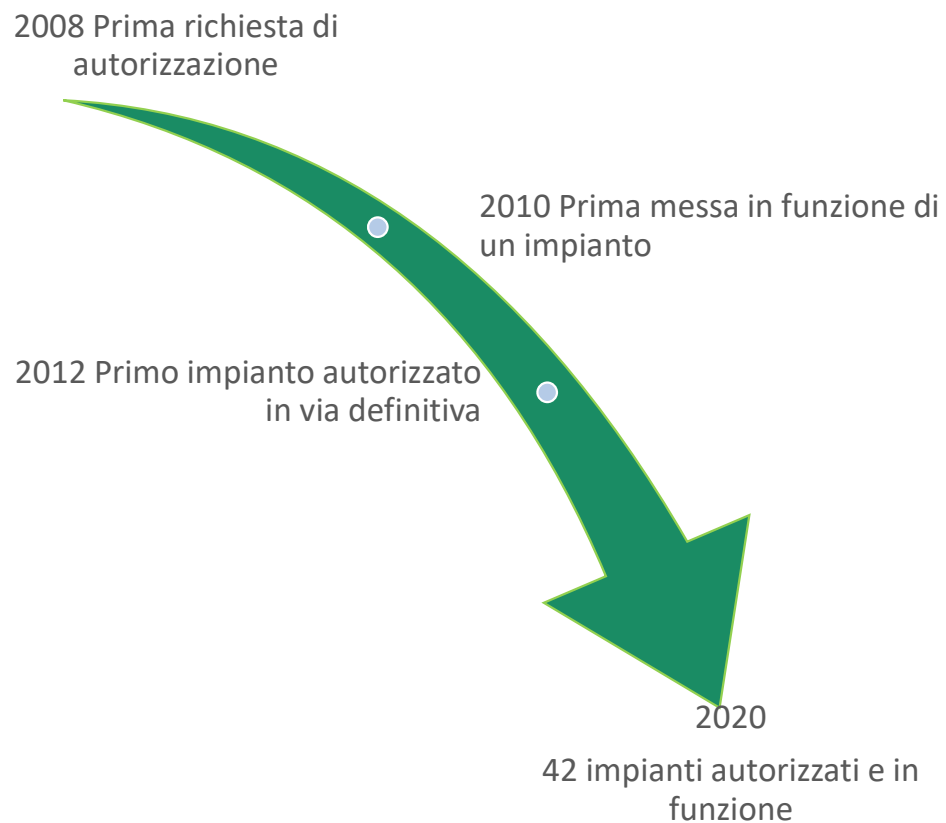 2008 Prima richiesta di
autorizzazione
2010 Prima messa in funzione di
un impianto
2012 Primo impianto autorizzato
in via definitiva
2020
42 impianti autorizzati e in
funzione